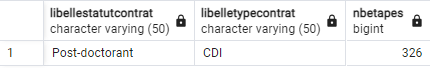 libellestatutcontrat libelletypecontrat nbetapes
character varying (50) character varying (50) bigint
1 Post-doctorant CDI 326